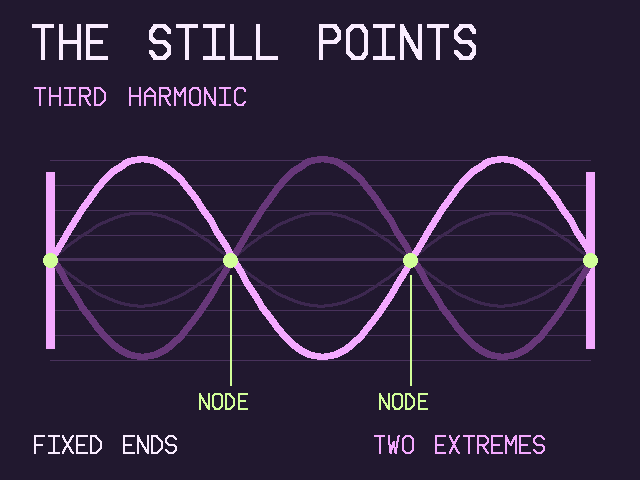 THE STILL POINTS
THIRD HARMONIC
NODE NODE
FIXED ENDS TWO EXTREMES